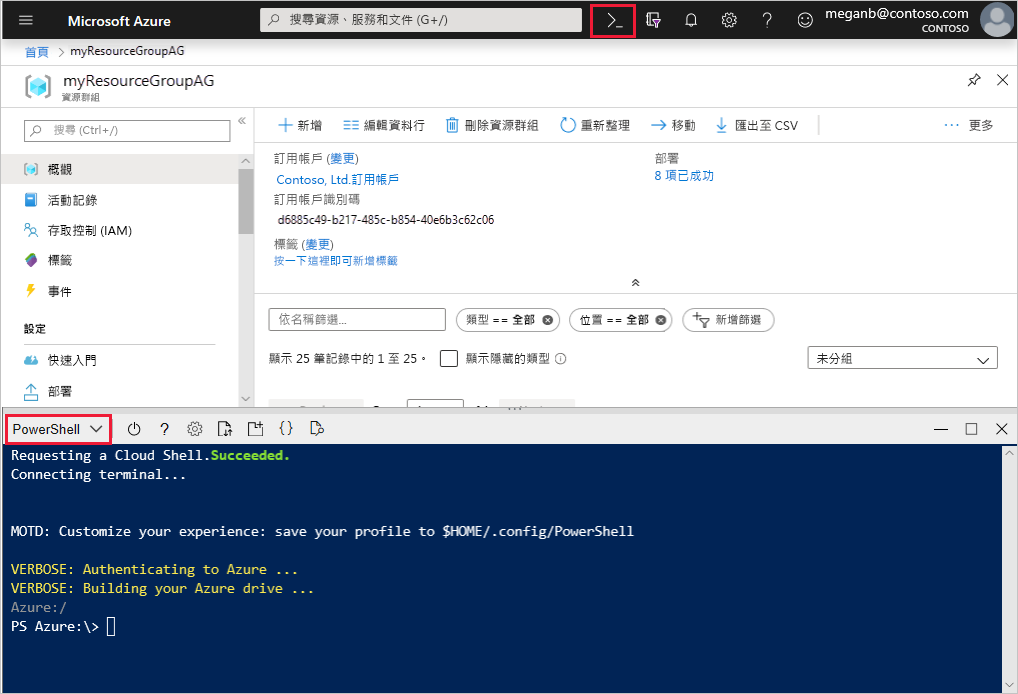 Microsoft Azure
搜尋資源、服務和文件 (G+/)
meganb@contoso.com
CONTOSO
首頁 > myResourceGroupAG
myResourceGroupAG
資源群組
搜尋 (Ctrl+/)
新增 編輯資料行 刪除資源群組 重新整理 移動 匯出至 CSV ... 更多
概觀
活動記錄
存取控制 (IAM)
標籤
事件
設定
快速入門
部署
訂用帳戶 (變更)
Contoso, Ltd.訂用帳戶
訂用帳戶識別碼
d6885c49-b217-485c-b854-40e6b3c62c06
標籤 (變更)
按一下這裡即可新增標籤
部署
8 項已成功
依名稱篩選... 類型 == 全部 位置 == 全部 新增篩選
顯示 25 筆記錄中的 1 至 25。 顯示隱藏的類型 未分組
PowerShell
Requesting a Cloud Shell.Succeeded.
Connecting terminal...
MOTD: Customize your experience: save your profile to $HOME/.config/PowerShell
VERBOSE: Authenticating to Azure ...
VERBOSE: Building your Azure drive ...
Azure:/
PS Azure:\>